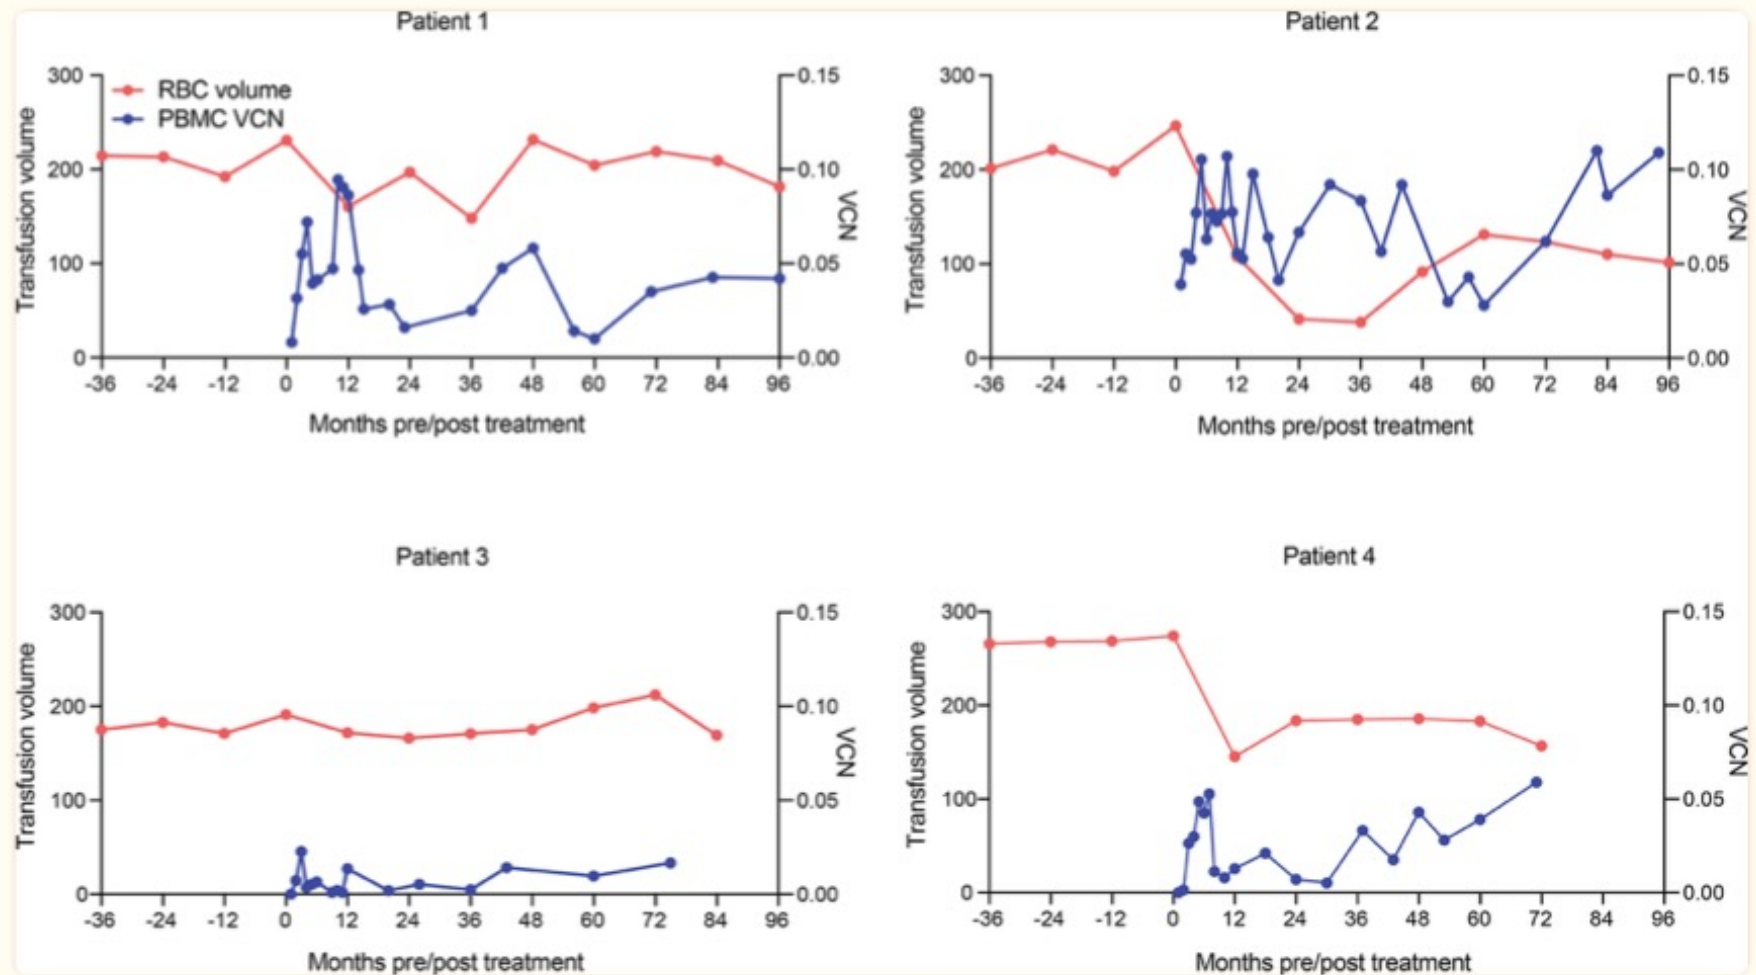 Patient 1
300
200
100
0
Transfusion volume
RBC volume
PBMC VCN
0.15
0.10
0.05
0.00
VCN
-36 -24 -12 0 12 24 36 48 60 72 84 96
Months pre/post treatment
Patient 2
300
200
100
0
Transfusion volume
0.15
0.10
0.05
0.00
VCN
-36 -24 -12 0 12 24 36 48 60 72 84 96
Months pre/post treatment
Patient 3
300
200
100
0
Transfusion volume
0.15
0.10
0.05
0.00
VCN
-36 -24 -12 0 12 24 36 48 60 72 84 96
Months pre/post treatment
Patient 4
300
200
100
0
Transfusion volume
0.15
0.10
0.05
0.00
VCN
-36 -24 -12 0 12 24 36 48 60 72 84 96
Months pre/post treatment